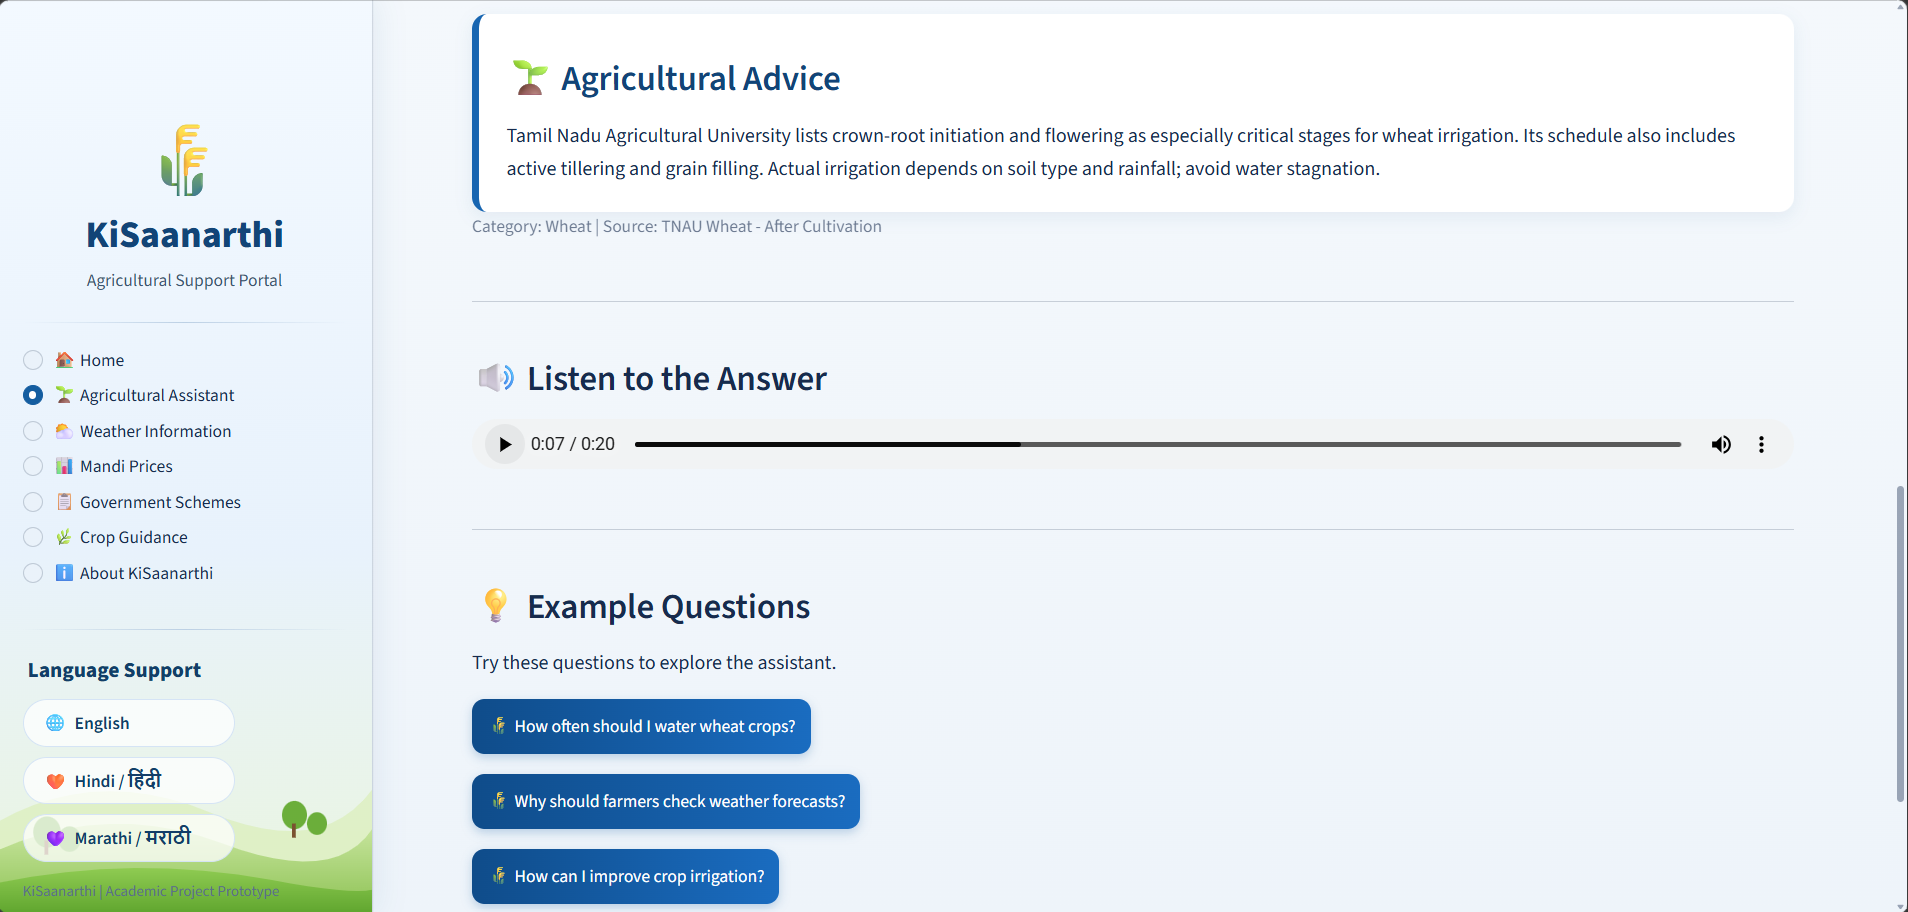 KiSaanarthi
Agricultural Support Portal
Home
Agricultural Assistant
Weather Information
Mandi Prices
Government Schemes
Crop Guidance
About KiSaanarthi
Language Support
English
Hindi / हिंदी
Marathi / मराठी
KiSaanarthi | Academic Project Prototype
Agricultural Advice
Tamil Nadu Agricultural University lists crown-root initiation and flowering as especially critical stages for wheat irrigation. Its schedule also includes
active tillering and grain filling. Actual irrigation depends on soil type and rainfall; avoid water stagnation.
Category: Wheat | Source: TNAU Wheat - After Cultivation
Listen to the Answer
0:07 / 0:20
Example Questions
Try these questions to explore the assistant.
How often should I water wheat crops?
Why should farmers check weather forecasts?
How can I improve crop irrigation?